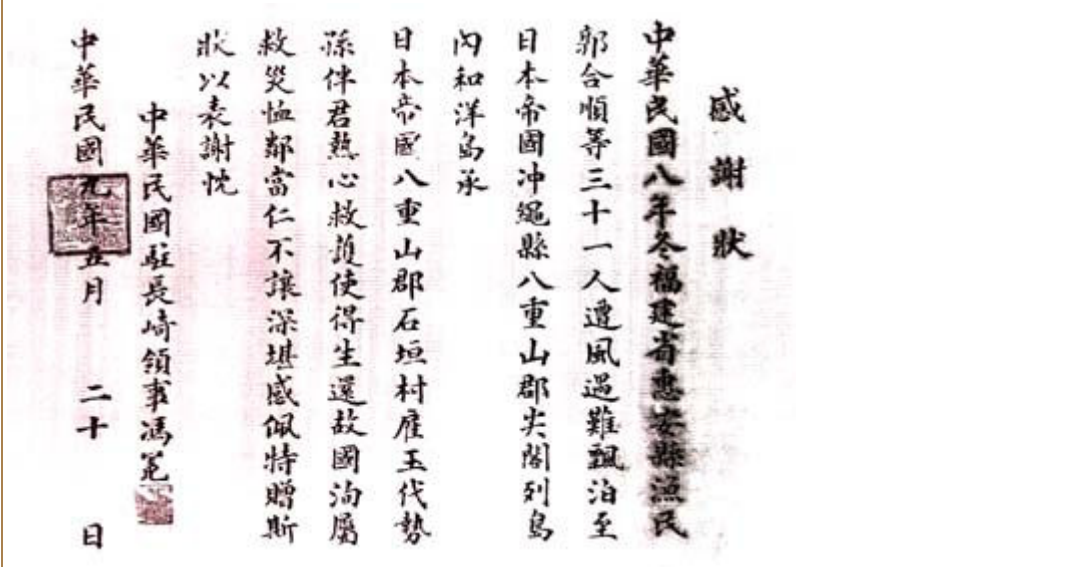 感謝狀
中華民國八年冬福建省惠安縣漁民
郭合順等三十一人遭風遇難飄泊至
日本帝國冲繩縣八重山郡尖閣列島
內和洋島承
日本帝國八重山郡石垣村雇玉代勢
孫伴君熱心救護使得生還故國洵屬
救災恤鄰當仁不讓深堪感佩特贈斯
狀以表謝忱
中華民國駐長崎領事馮冕
中華民國九年五月二十日